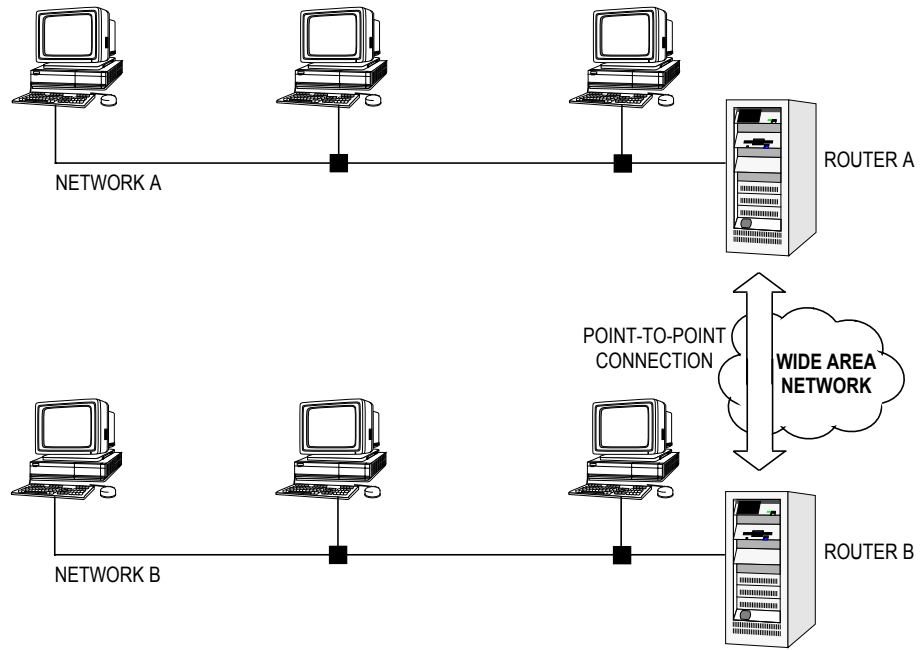 ROUTER A
NETWORK A
POINT-TO-POINT
CONNECTION
WIDE AREA
NETWORK
ROUTER B
NETWORK B